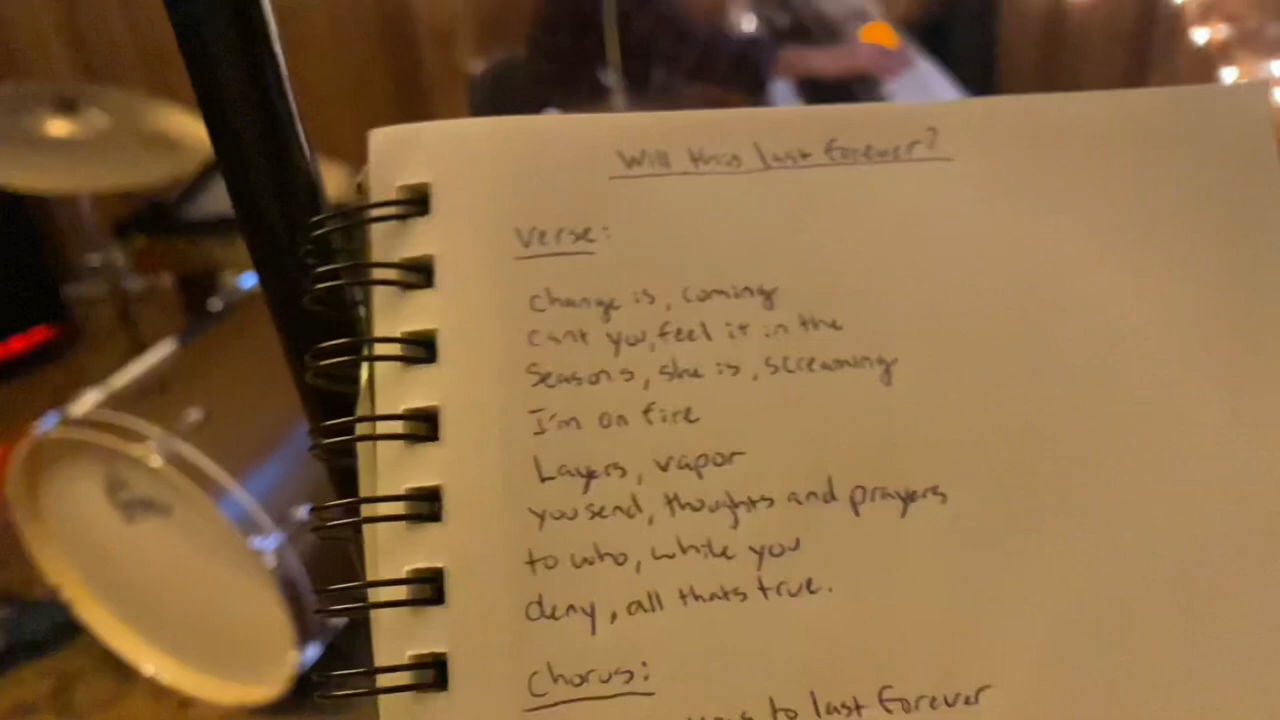 Will this last forever?
Verse:
Change is, coming
cant you, feel it in the
Seasons, she is, screaming
I'm on fire
Layers, vapor
you send, thoughts and prayers
to who, while you
deny, all thats true.
Chorus:
to last forever